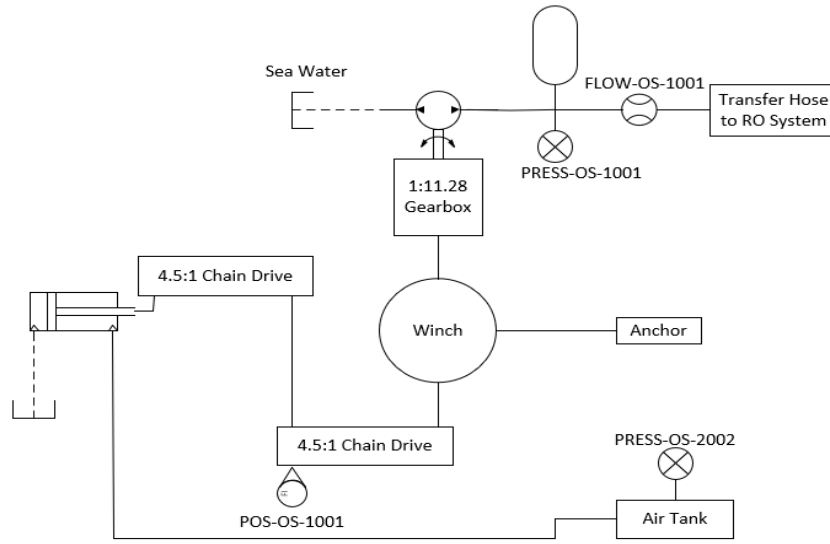 Sea Water
FLOW-OS-1001
Transfer Hose
to RO System
PRESS-OS-1001
1:11.28
Gearbox
4.5:1 Chain Drive
Winch
Anchor
4.5:1 Chain Drive
PRESS-OS-2002
POS-OS-1001
Air Tank